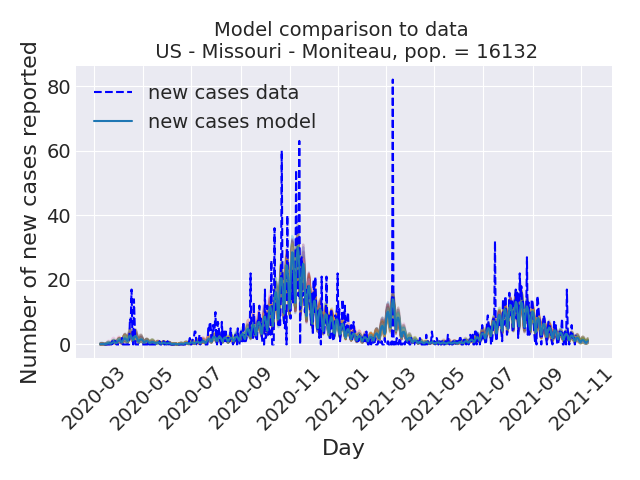 Model comparison to data
US - Missouri - Moniteau, pop. = 16132
new cases data
new cases model
Number of new cases reported
80
60
40
20
0
2020-03
2020-05
2020-07
2020-09
2020-11
2021-01
2021-03
2021-05
2021-07
2021-09
2021-11
Day